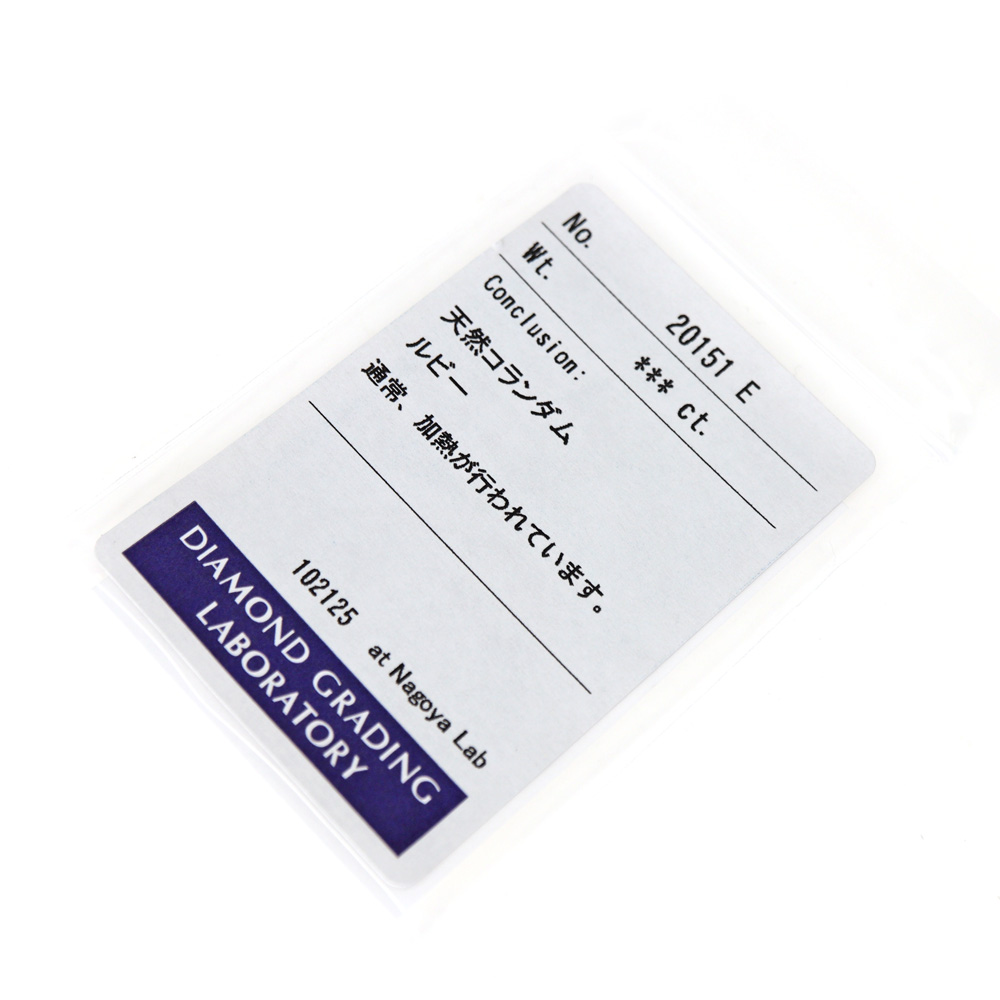 No. 20151 E
Wt. *** ct.
Conclusion:
天然コランダム
ルビー
通常、加熱が行われています。
102125 at Nagoya Lab
DIAMOND GRADING
LABORATORY